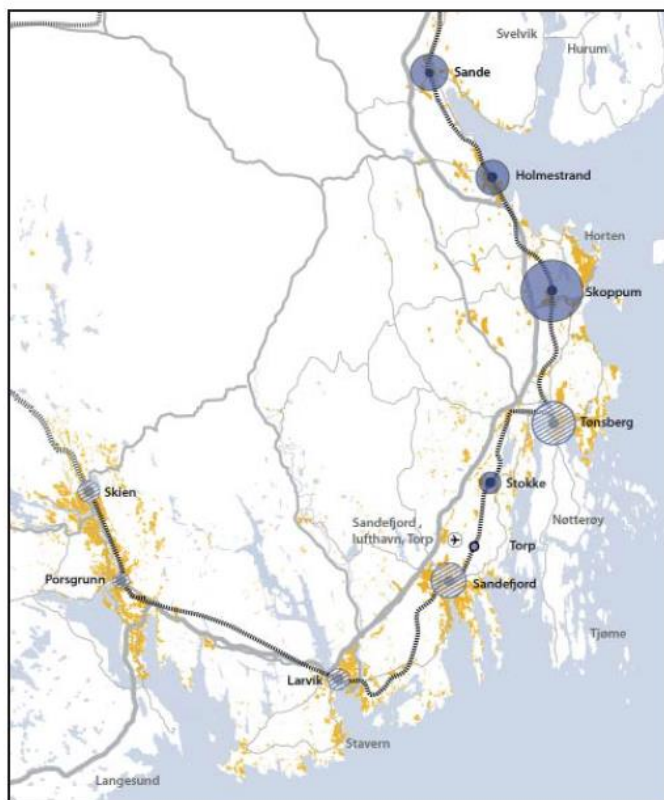 Svelvik
Hurum
Sande
Holmestrand
Horten
Skoppum
Tønsberg
Stokke
Skien
Nøtterøy
Sandefjord ,
lufthavn, Torp
Torp
Porsgrunn
Sandefjord
Tjøme
Larvik
Stavern
Langesund